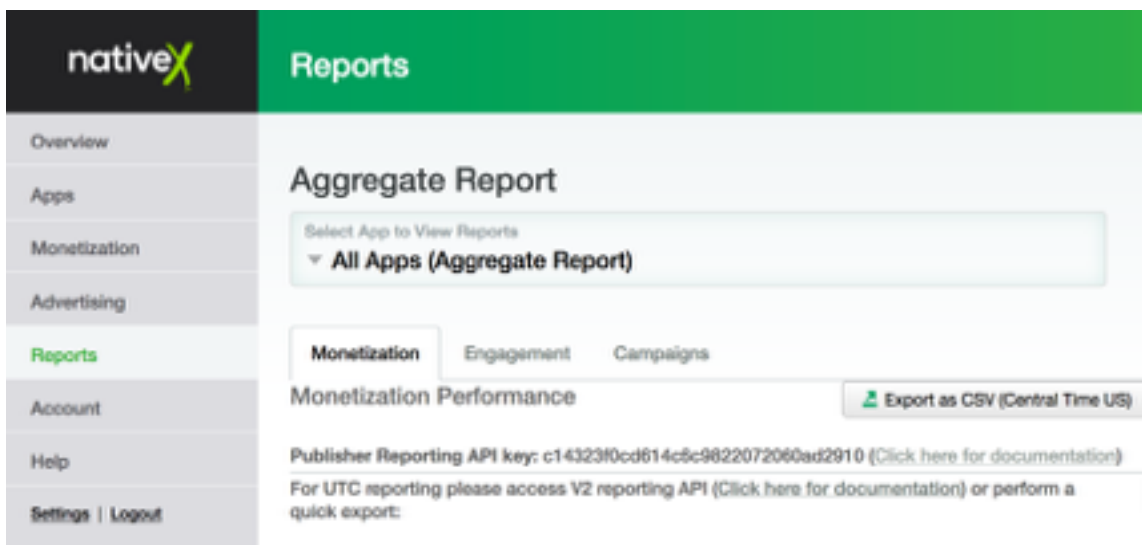 nativeX
Reports
Overview
Apps
Monetization
Advertising
Reports
Account
Help
Settings | Logout
Aggregate Report
Select App to View Reports
All Apps (Aggregate Report)
Monetization
Engagement
Campaigns
Monetization Performance
Export as CSV (Central Time US)
Publisher Reporting API key: c14323f0cd614c6c9822072060ad2910 (Click here for documentation)
For UTC reporting please access V2 reporting API (Click here for documentation) or perform a
quick export: